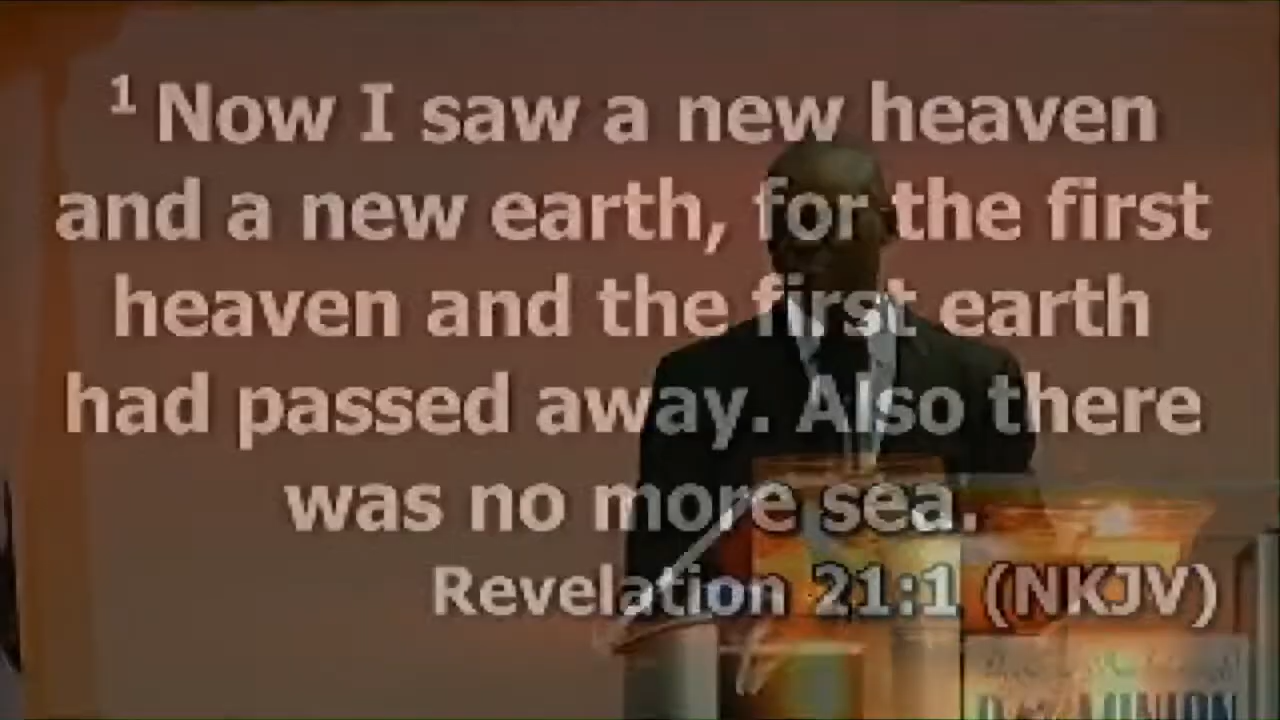 1 Now I saw a new heaven
and a new earth, for the first
heaven and the first earth
had passed away. Also there
was no more sea.
Revelation 21:1 (NKJV)